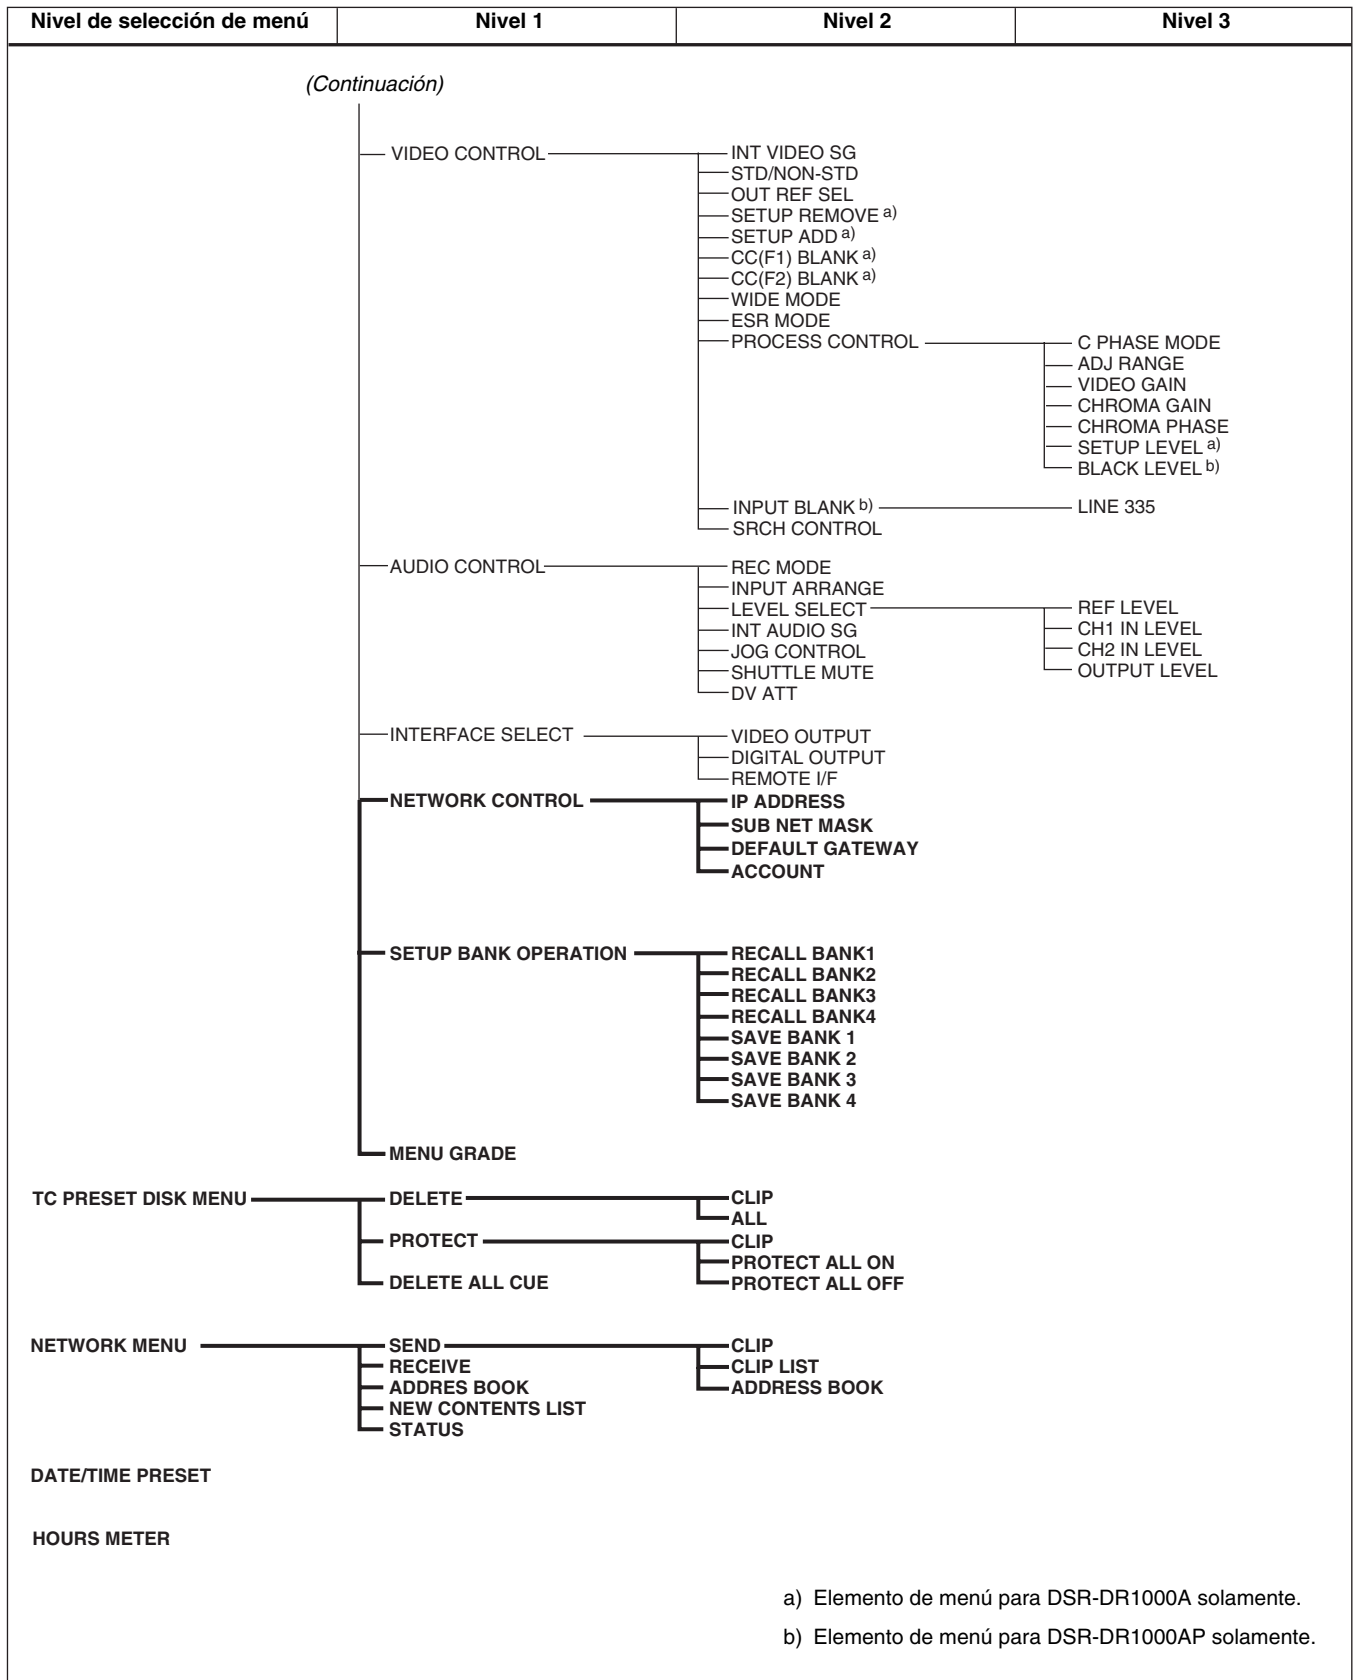 Nivel de selección de menú Nivel 1 Nivel 2 Nivel 3
(Continuación)
VIDEO CONTROL INT VIDEO SG
STD/NON-STD
OUT REF SEL
SETUP REMOVE a)
SETUP ADD a)
CC(F1) BLANK a)
CC(F2) BLANK a)
WIDE MODE
ESR MODE
PROCESS CONTROL C PHASE MODE
ADJ RANGE
VIDEO GAIN
CHROMA GAIN
CHROMA PHASE
SETUP LEVEL a)
BLACK LEVEL b)
INPUT BLANK b) LINE 335
SRCH CONTROL
AUDIO CONTROL REC MODE
INPUT ARRANGE
LEVEL SELECT REF LEVEL
INT AUDIO SG CH1 IN LEVEL
JOG CONTROL CH2 IN LEVEL
SHUTTLE MUTE OUTPUT LEVEL
DV ATT
INTERFACE SELECT VIDEO OUTPUT
DIGITAL OUTPUT
REMOTE I/F
NETWORK CONTROL IP ADDRESS
SUB NET MASK
DEFAULT GATEWAY
ACCOUNT
SETUP BANK OPERATION RECALL BANK1
RECALL BANK2
RECALL BANK3
RECALL BANK4
SAVE BANK 1
SAVE BANK 2
SAVE BANK 3
SAVE BANK 4
MENU GRADE
TC PRESET DISK MENU DELETE CLIP
ALL
PROTECT CLIP
PROTECT ALL ON
DELETE ALL CUE PROTECT ALL OFF
NETWORK MENU SEND CLIP
RECEIVE CLIP LIST
ADDRES BOOK ADDRESS BOOK
NEW CONTENTS LIST
STATUS
DATE/TIME PRESET
HOURS METER
a) Elemento de menú para DSR-DR1000A solamente.
b) Elemento de menú para DSR-DR1000AP solamente.